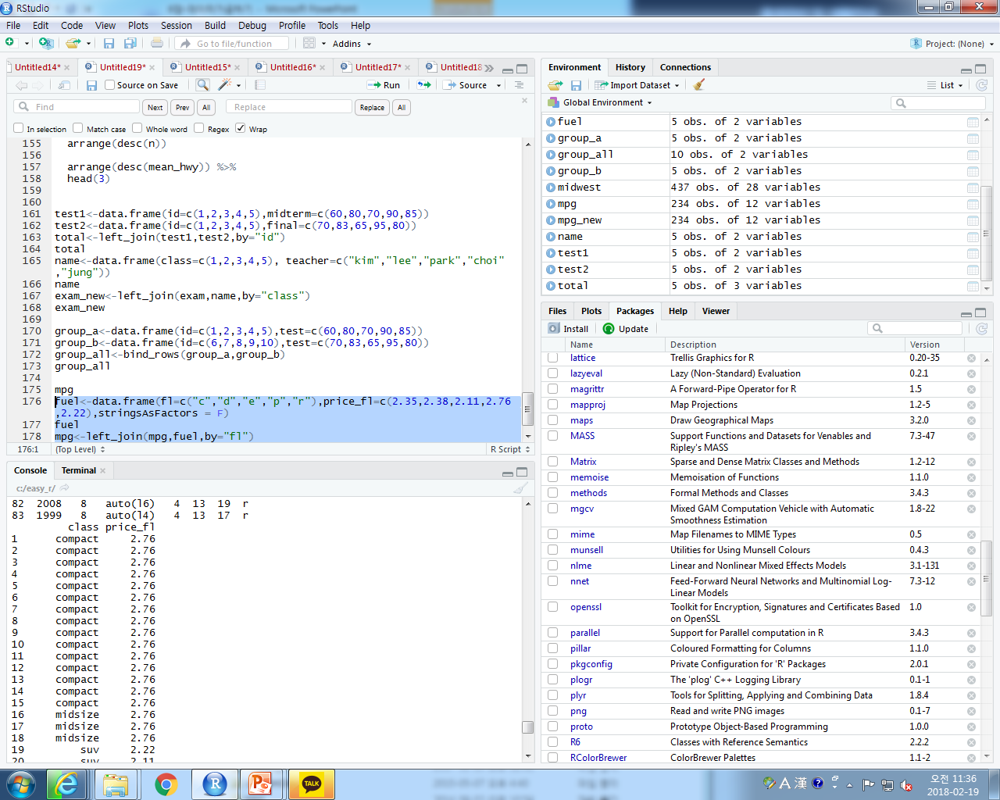 RStudio
File Edit Code View Plots Session Build Debug Profile Tools Help
Go to file/function Addins Project: (None)
Untitled14* Untitled19* Untitled15* Untitled16* Untitled17* Untitled18
Source on Save Run Source
Find Next Prev All Replace Replace All
In selection Match case Whole word Regex Wrap
155 arrange(desc(n))
156
157 arrange(desc(mean_hwy)) %>%
158 head(3)
159
160
161 test1<-data.frame(id=c(1,2,3,4,5),midterm=c(60,80,70,90,85))
162 test2<-data.frame(id=c(1,2,3,4,5),final=c(70,83,65,95,80))
163 total<-left_join(test1,test2,by="id")
164 total
165 name<-data.frame(class=c(1,2,3,4,5), teacher=c("kim","lee","park","choi"
,"jung"))
166 name
167 exam_new<-left_join(exam,name,by="class")
168 exam_new
169
170 group_a<-data.frame(id=c(1,2,3,4,5),test=c(60,80,70,90,85))
171 group_b<-data.frame(id=c(6,7,8,9,10),test=c(70,83,65,95,80))
172 group_all<-bind_rows(group_a,group_b)
173 group_all
174
175 mpg
176 fuel<-data.frame(fl=c("c","d","e","p","r"),price_fl=c(2.35,2.38,2.11,2.76
,2.22),stringsAsFactors = F)
177 fuel
178 mpg<-left_join(mpg,fuel,by="fl")
176:1 (Top Level) R Script
Console Terminal
c:/easy_r/
82 2008 8 auto(l6) 4 13 19 r
83 1999 8 auto(l4) 4 13 17 r
class price_fl
1 compact 2.76
2 compact 2.76
3 compact 2.76
4 compact 2.76
5 compact 2.76
6 compact 2.76
7 compact 2.76
8 compact 2.76
9 compact 2.76
10 compact 2.76
11 compact 2.76
12 compact 2.76
13 compact 2.76
14 compact 2.76
15 compact 2.76
16 midsize 2.76
17 midsize 2.76
18 midsize 2.76
19 suv 2.22
20 suv 2.11
Environment History Connections
Import Dataset List
Global Environment
fuel 5 obs. of 2 variables
group_a 5 obs. of 2 variables
group_all 10 obs. of 2 variables
group_b 5 obs. of 2 variables
midwest 437 obs. of 28 variables
mpg 234 obs. of 12 variables
mpg_new 234 obs. of 12 variables
name 5 obs. of 2 variables
test1 5 obs. of 2 variables
test2 5 obs. of 2 variables
total 5 obs. of 3 variables
Files Plots Packages Help Viewer
Install Update
Name Description Version
lattice Trellis Graphics for R 0.20-35
lazyeval Lazy (Non-Standard) Evaluation 0.2.1
magrittr A Forward-Pipe Operator for R 1.5
mapproj Map Projections 1.2-5
maps Draw Geographical Maps 3.2.0
MASS Support Functions and Datasets for Venables and 7.3-47
Ripley's MASS
Matrix Sparse and Dense Matrix Classes and Methods 1.2-12
memoise Memoisation of Functions 1.1.0
methods Formal Methods and Classes 3.4.3
mgcv Mixed GAM Computation Vehicle with Automatic 1.8-22
Smoothness Estimation
mime Map Filenames to MIME Types 0.5
munsell Utilities for Using Munsell Colours 0.4.3
nlme Linear and Nonlinear Mixed Effects Models 3.1-131
nnet Feed-Forward Neural Networks and Multinomial Log- 7.3-12
Linear Models
openssl Toolkit for Encryption, Signatures and Certificates Based 1.0
on OpenSSL
parallel Support for Parallel computation in R 3.4.3
pillar Coloured Formatting for Columns 1.1.0
pkgconfig Private Configuration for 'R' Packages 2.0.1
plogr The 'plog' C++ Logging Library 0.1-1
plyr Tools for Splitting, Applying and Combining Data 1.8.4
png Read and write PNG images 0.1-7
proto Prototype Object-Based Programming 1.0.0
R6 Classes with Reference Semantics 2.2.2
RColorBrewer ColorBrewer Palettes 1.1-2
TALK
A 漢
오전 11:36
2018-02-19